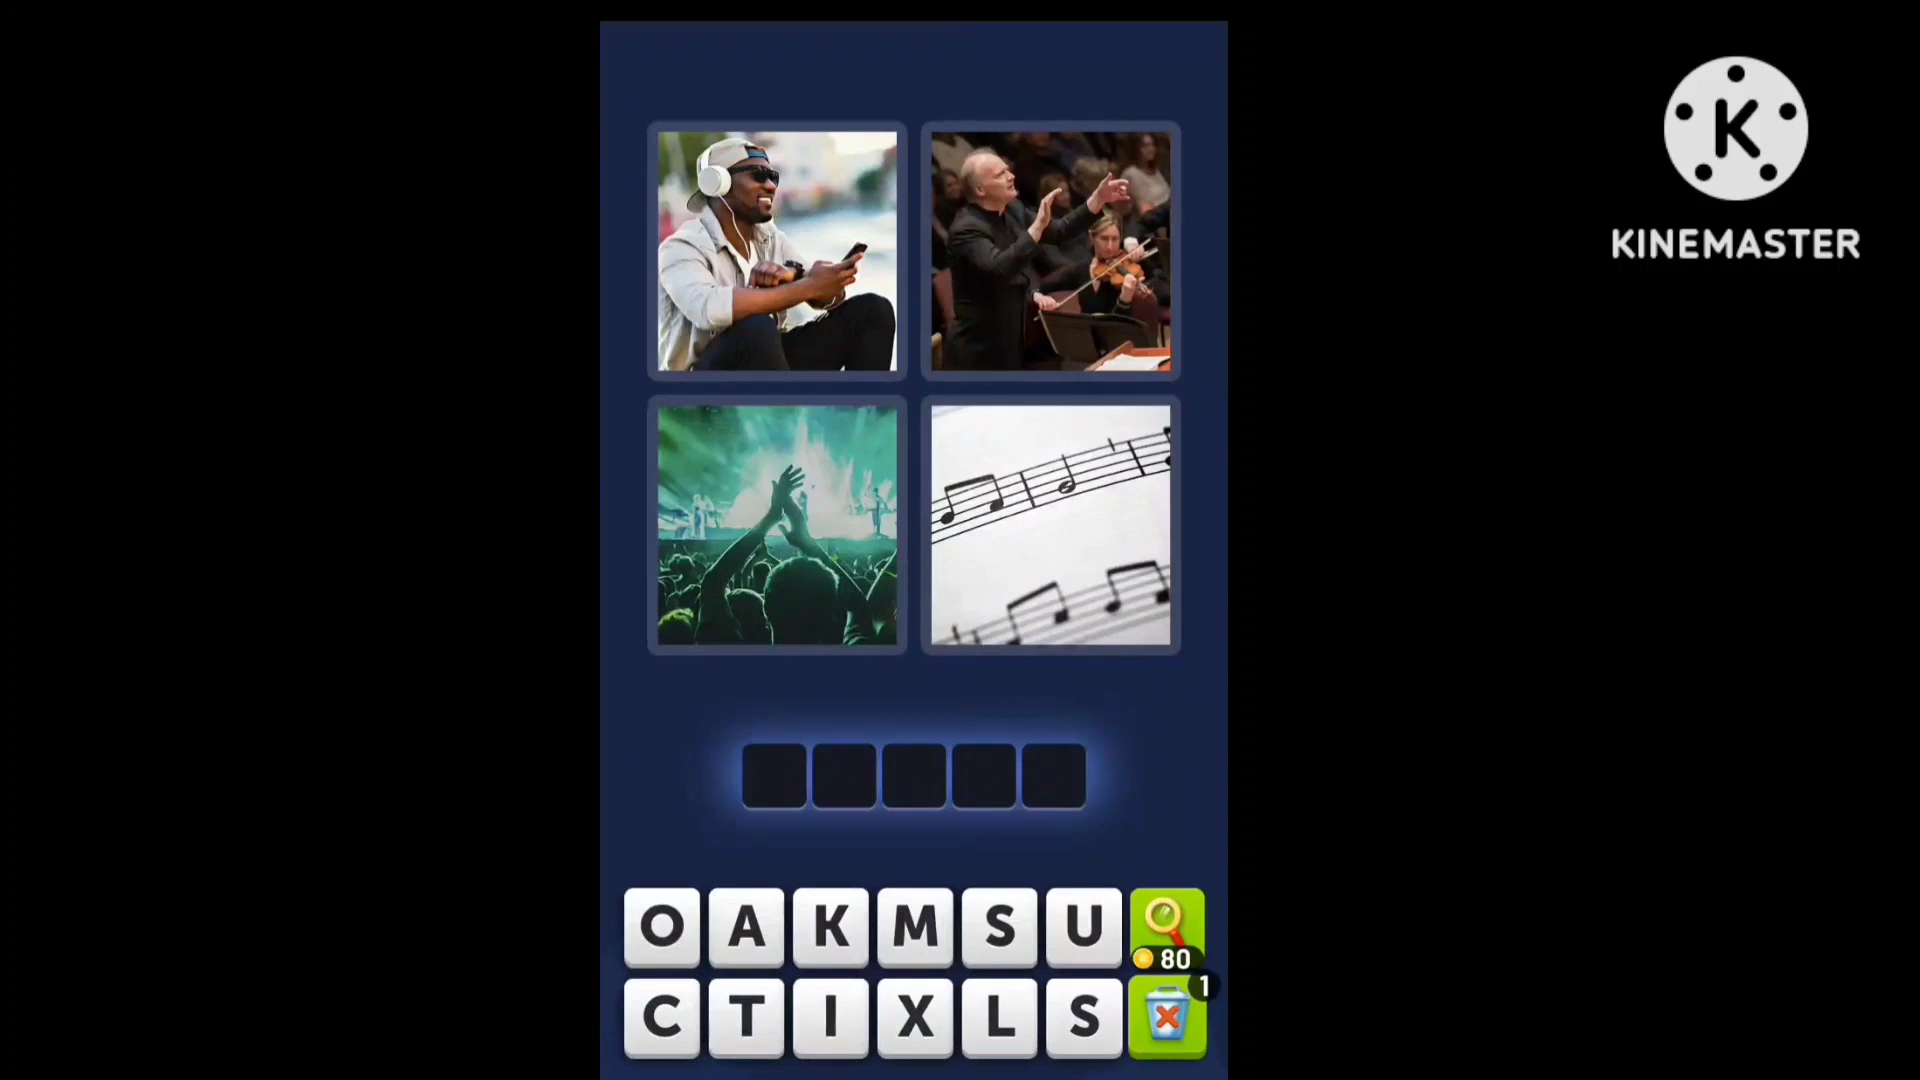 K
KINEMASTER
O A K M S U
80
C T I X L S
1